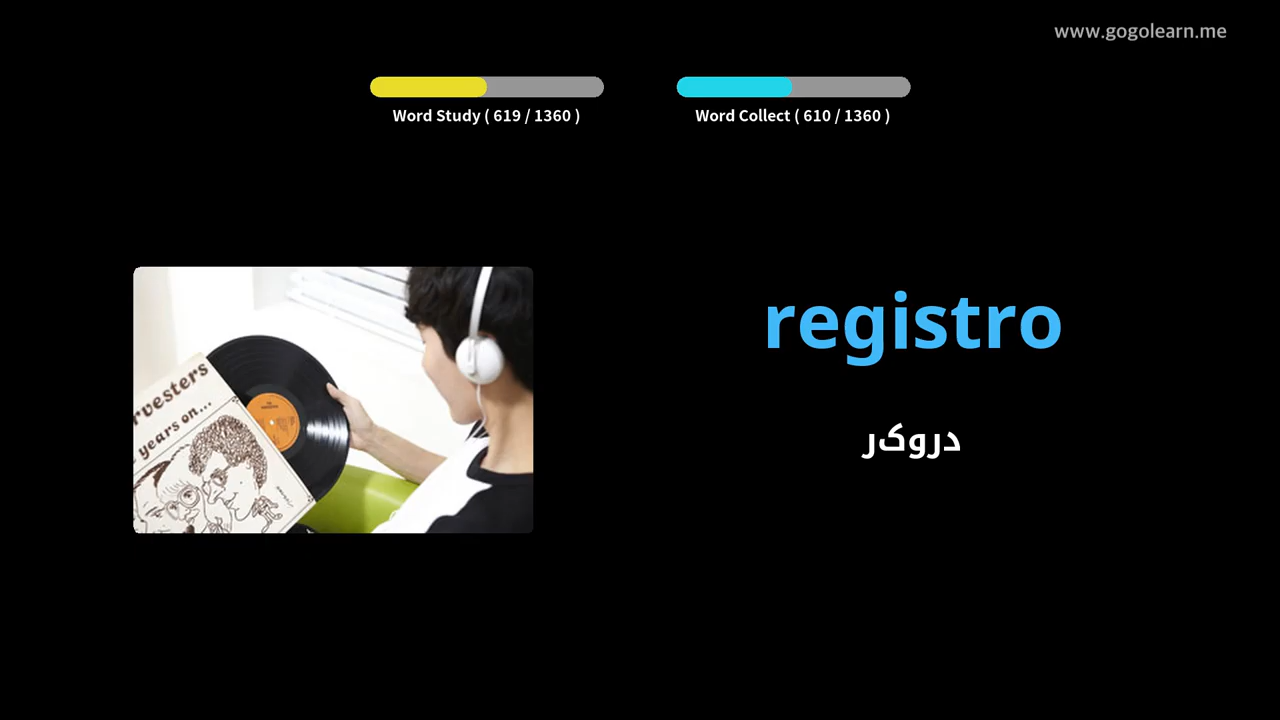 www.gogolearn.me
Word Study ( 619 / 1360 )
Word Collect ( 610 / 1360 )
rvesters
years on...
registro
دروکر